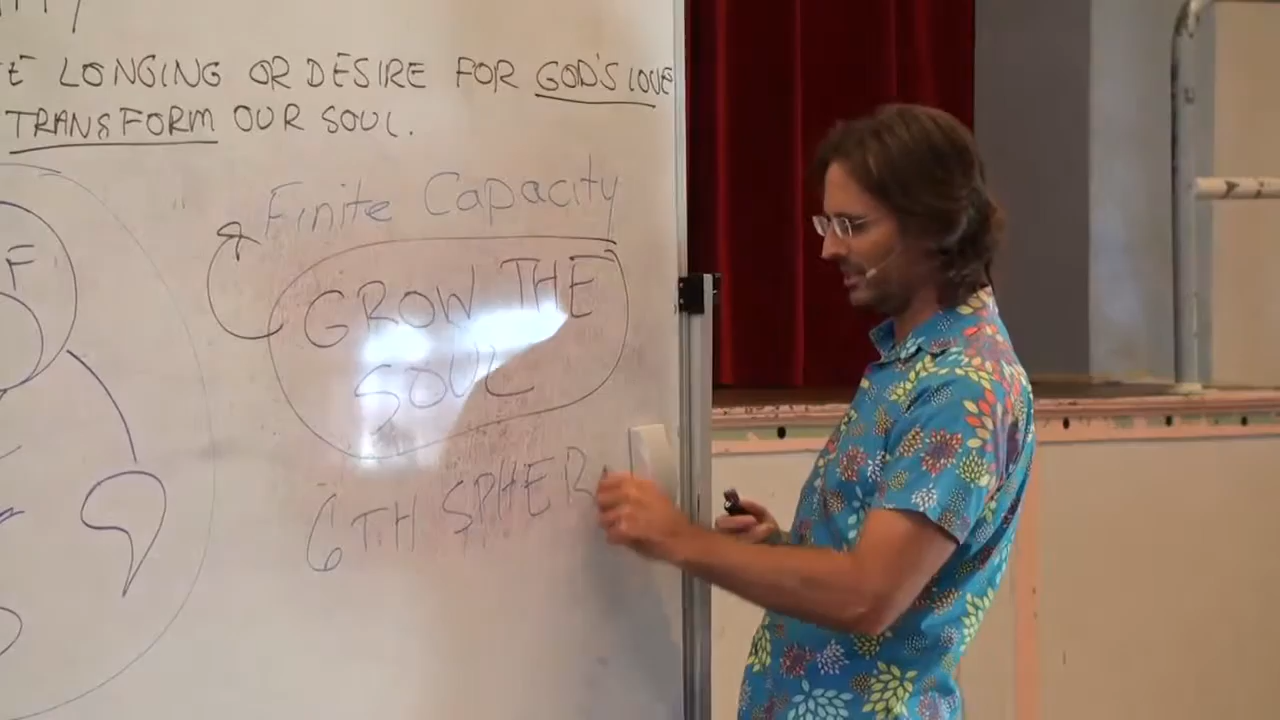 LONGING OR DESIRE FOR GOD'S LOVE
TRANSFORM OUR SOUL.
Finite Capacity
F
GROW THE
SOUL
6TH SPHER